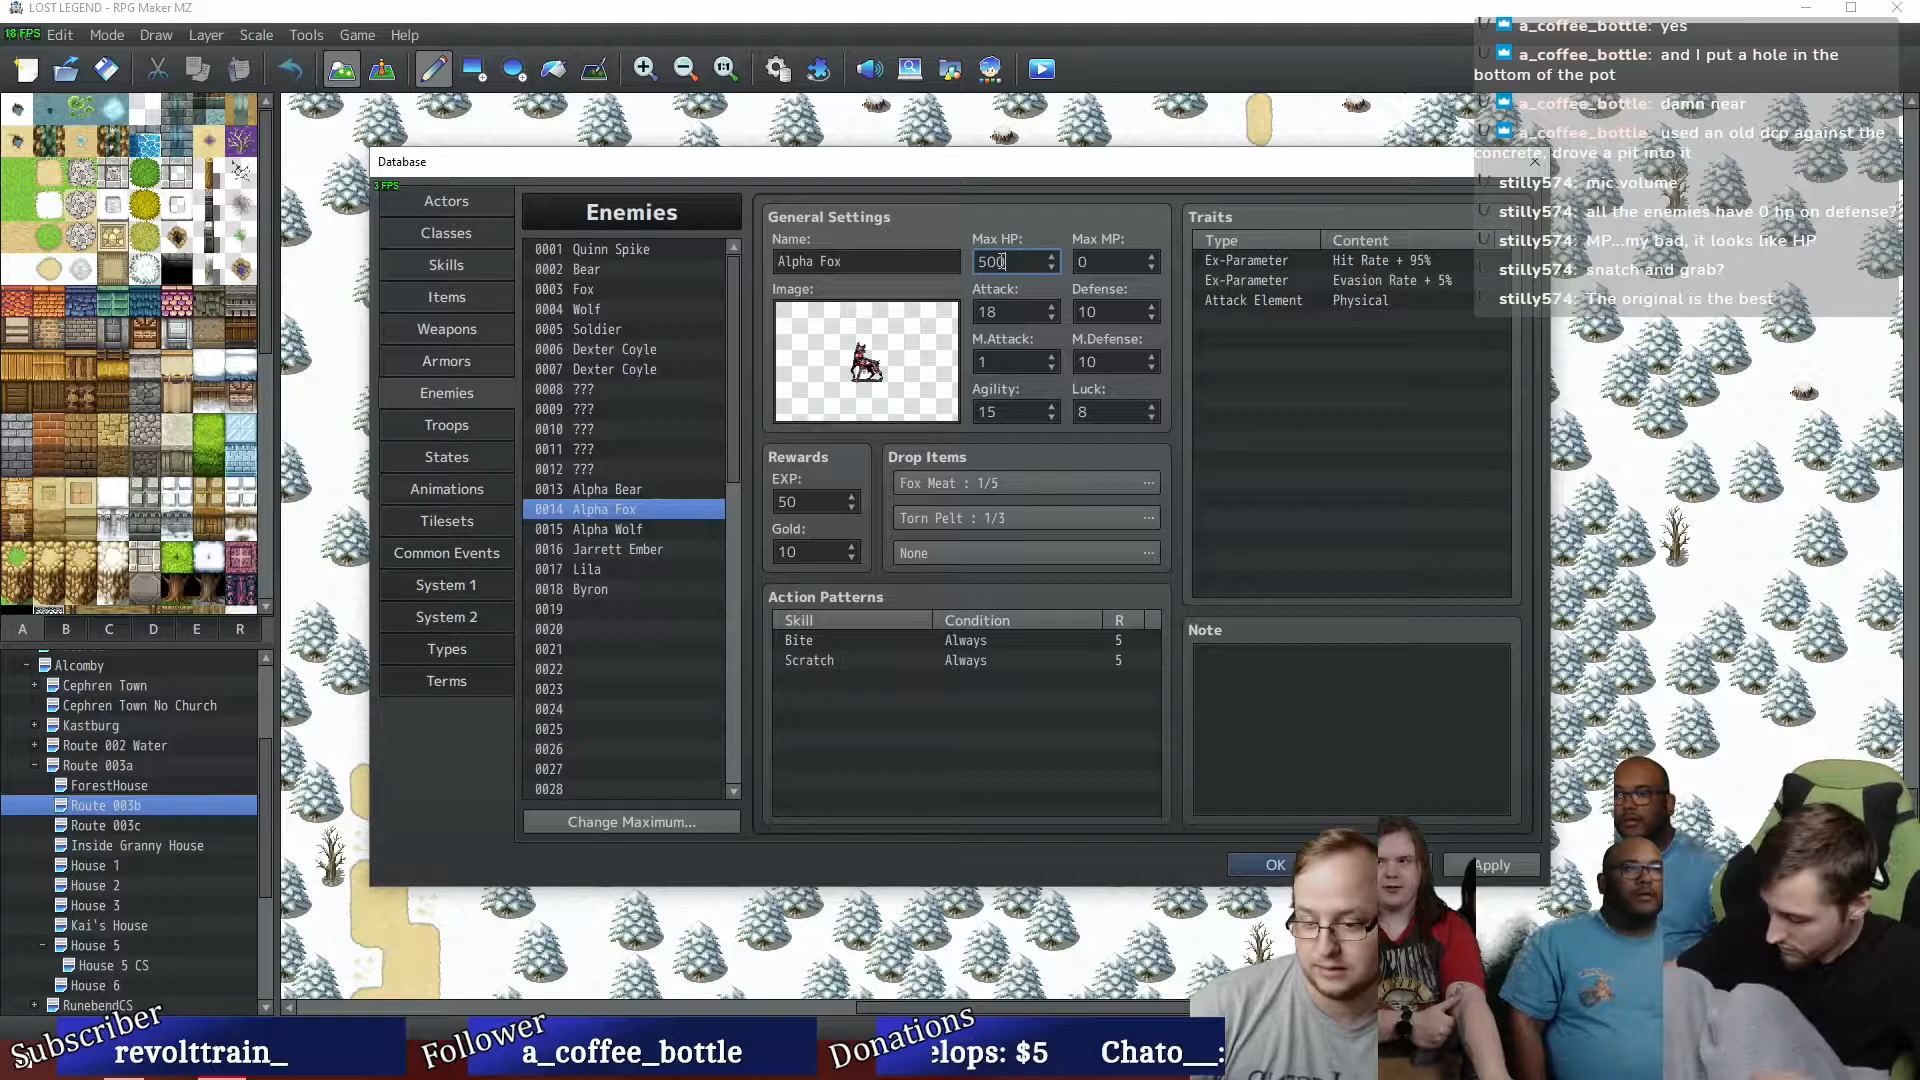 LOST LEGEND - RPG Maker MZ
18 FPS
Edit
Mode
Draw
Layer
Scale
Tools
Game
Help
1:1
a_coffee_bottle: yes
a_coffee_bottle: and I put a hole in the
bottom of the pot
a_coffee_bottle: damn near
a_coffee_bottle: used an old dcp against the
concrete, drove a pit into it
stilly574: mic volume
stilly574: all the enemies have 0 hp on defense?
stilly574: MP...my bad, it looks like HP
stilly574: snatch and grab?
stilly574: The original is the best
Database
3 FPS
Actors
Classes
Skills
Items
Weapons
Armors
Enemies
Troops
States
Animations
Tilesets
Common Events
System 1
System 2
Types
Terms
Enemies
0001 Quinn Spike
0002 Bear
0003 Fox
0004 Wolf
0005 Soldier
0006 Dexter Coyle
0007 Dexter Coyle
0008 ???
0009 ???
0010 ???
0011 ???
0012 ???
0013 Alpha Bear
0014 Alpha Fox
0015 Alpha Wolf
0016 Jarrett Ember
0017 Lila
0018 Byron
0019
0020
0021
0022
0023
0024
0025
0026
0027
0028
Change Maximum...
General Settings
Name:
Alpha Fox
Max HP:
500
Max MP:
0
Image:
Attack:
18
Defense:
10
M.Attack:
1
M.Defense:
10
Agility:
15
Luck:
8
Rewards
EXP:
50
Gold:
10
Drop Items
Fox Meat : 1/5
Torn Pelt : 1/3
None
Action Patterns
Skill Condition R
Bite Always 5
Scratch Always 5
Traits
Type Content
Ex-Parameter Hit Rate + 95%
Ex-Parameter Evasion Rate + 5%
Attack Element Physical
Note
OK
Apply
A B C D E R
Alcomby
Cephren Town
Cephren Town No Church
Kastburg
Route 002 Water
Route 003a
ForestHouse
Route 003b
Route 003c
Inside Granny House
House 1
House 2
House 3
Kai's House
House 5
House 5 CS
House 6
RunebendCS
Subscriber
revolttrain_
Follower
a_coffee_bottle
Donations
elops: $5 Chato__: